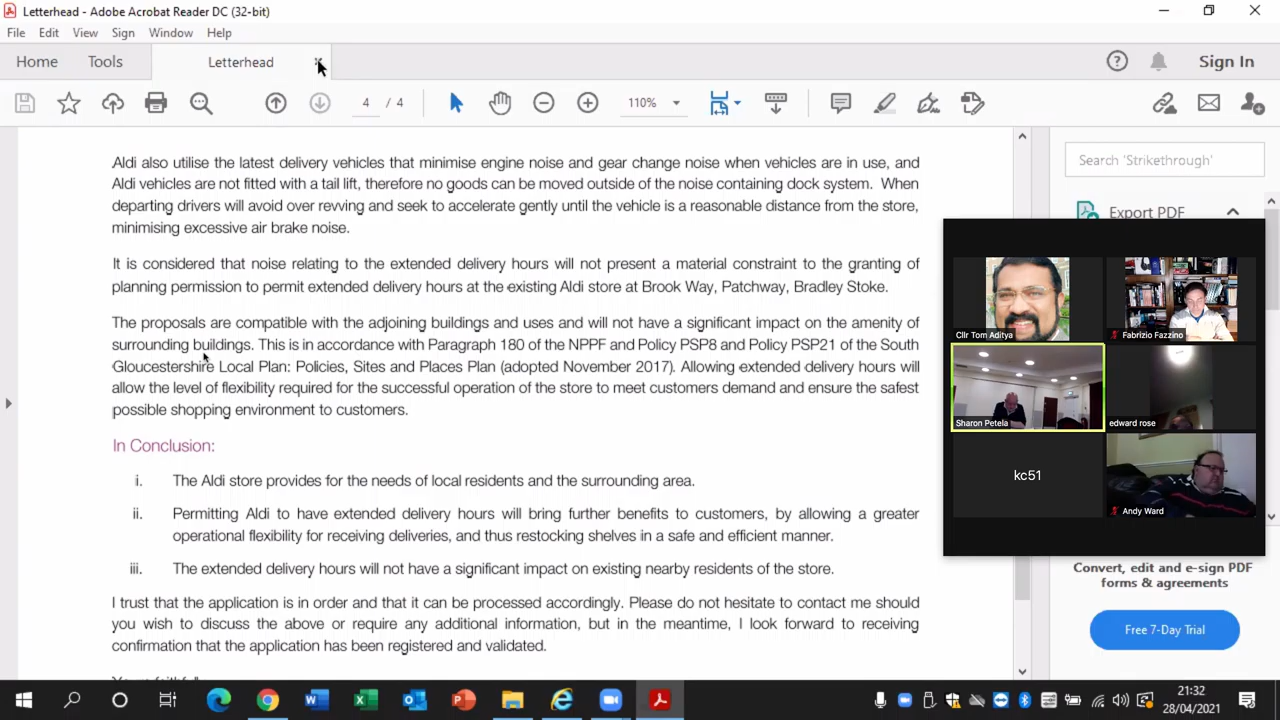 Letterhead - Adobe Acrobat Reader DC (32-bit)
File Edit View Sign Window Help
Home Tools Letterhead Sign In
4 / 4 110%
Aldi also utilise the latest delivery vehicles that minimise engine noise and gear change noise when vehicles are in use, and
Aldi vehicles are not fitted with a tail lift, therefore no goods can be moved outside of the noise containing dock system. When
departing drivers will avoid over revving and seek to accelerate gently until the vehicle is a reasonable distance from the store,
minimising excessive air brake noise.
It is considered that noise relating to the extended delivery hours will not present a material constraint to the granting of
planning permission to permit extended delivery hours at the existing Aldi store at Brook Way, Patchway, Bradley Stoke.
The proposals are compatible with the adjoining buildings and uses and will not have a significant impact on the amenity of
surrounding buildings. This is in accordance with Paragraph 180 of the NPPF and Policy PSP8 and Policy PSP21 of the South
Gloucestershire Local Plan: Policies, Sites and Places Plan (adopted November 2017). Allowing extended delivery hours will
allow the level of flexibility required for the successful operation of the store to meet customers demand and ensure the safest
possible shopping environment to customers.
In Conclusion:
i. The Aldi store provides for the needs of local residents and the surrounding area.
ii. Permitting Aldi to have extended delivery hours will bring further benefits to customers, by allowing a greater
operational flexibility for receiving deliveries, and thus restocking shelves in a safe and efficient manner.
iii. The extended delivery hours will not have a significant impact on existing nearby residents of the store.
I trust that the application is in order and that it can be processed accordingly. Please do not hesitate to contact me should
you wish to discuss the above or require any additional information, but in the meantime, I look forward to receiving
confirmation that the application has been registered and validated.
Search 'Strikethrough'
Export PDF
Cllr Tom Aditya
Fabrizio Fazzino
Sharon Petela
edward rose
kc51
Andy Ward
Convert, edit and e-sign PDF
forms & agreements
Free 7-Day Trial
21:32
28/04/2021